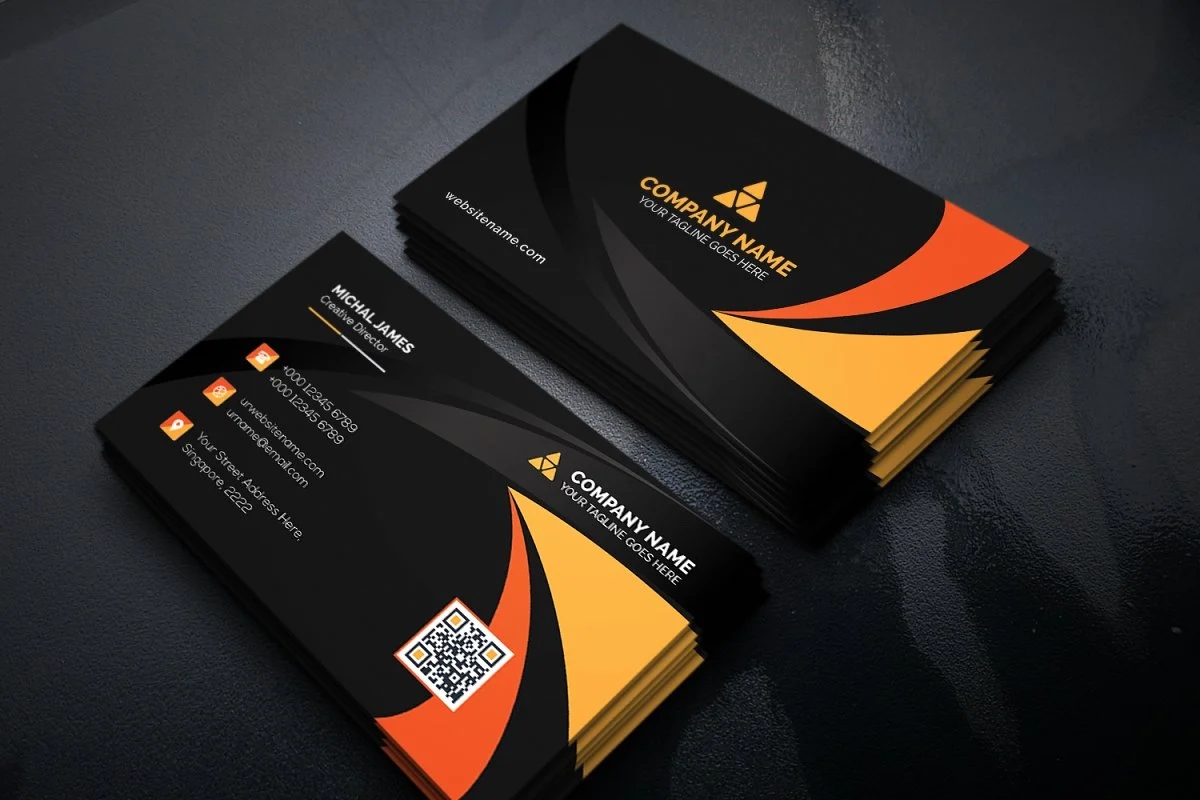 COMPANY NAME
YOUR TAGLINE GOES HERE
websitename.com
MICHAL JAMES
Creative Director
+000 12345 6789
+000 12345 6789
urwebsitename.com
urname@email.com
Your Street Address Here,
Singapore, 2222
COMPANY NAME
YOUR TAGLINE GOES HERE